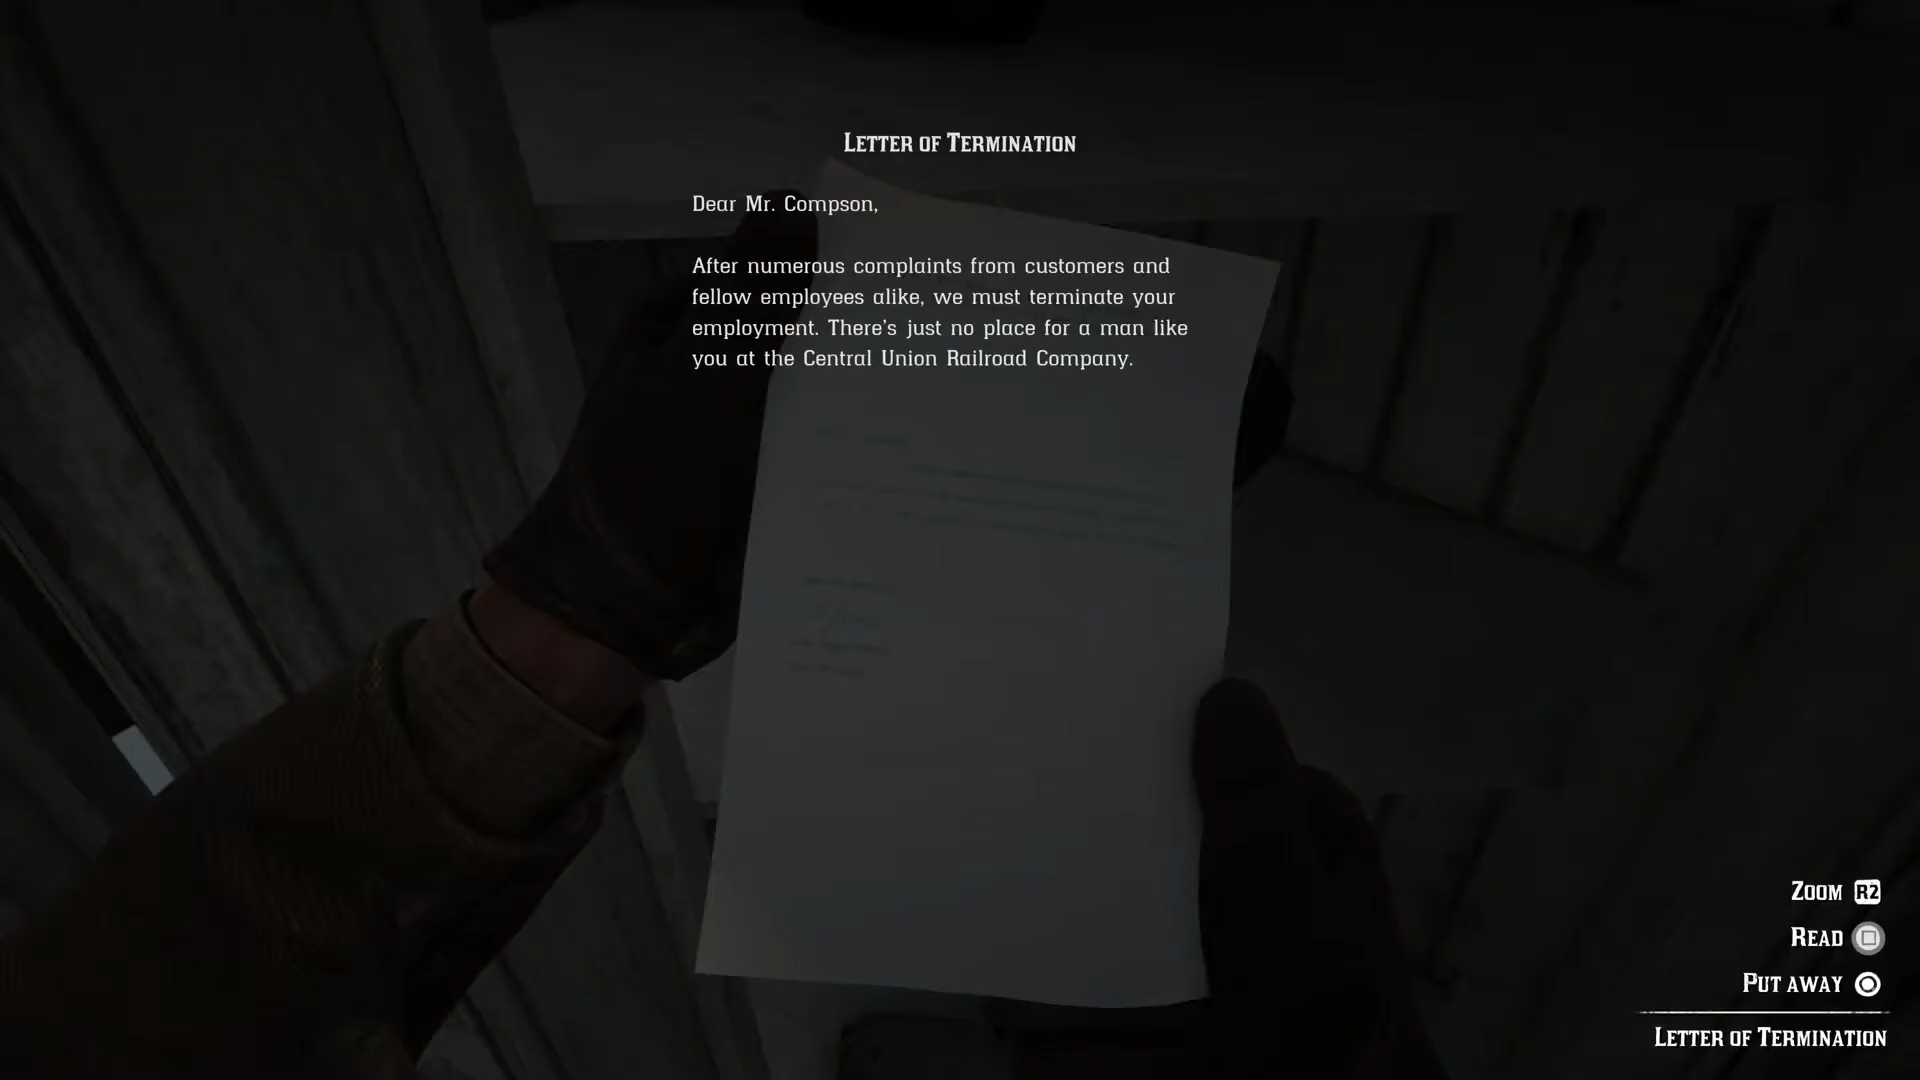 Letter of Termination
Dear Mr. Compson,
After numerous complaints from customers and
fellow employees alike, we must terminate your
employment. There's just no place for a man like
you at the Central Union Railroad Company.
Zoom R2
Read
Put away
Letter of Termination